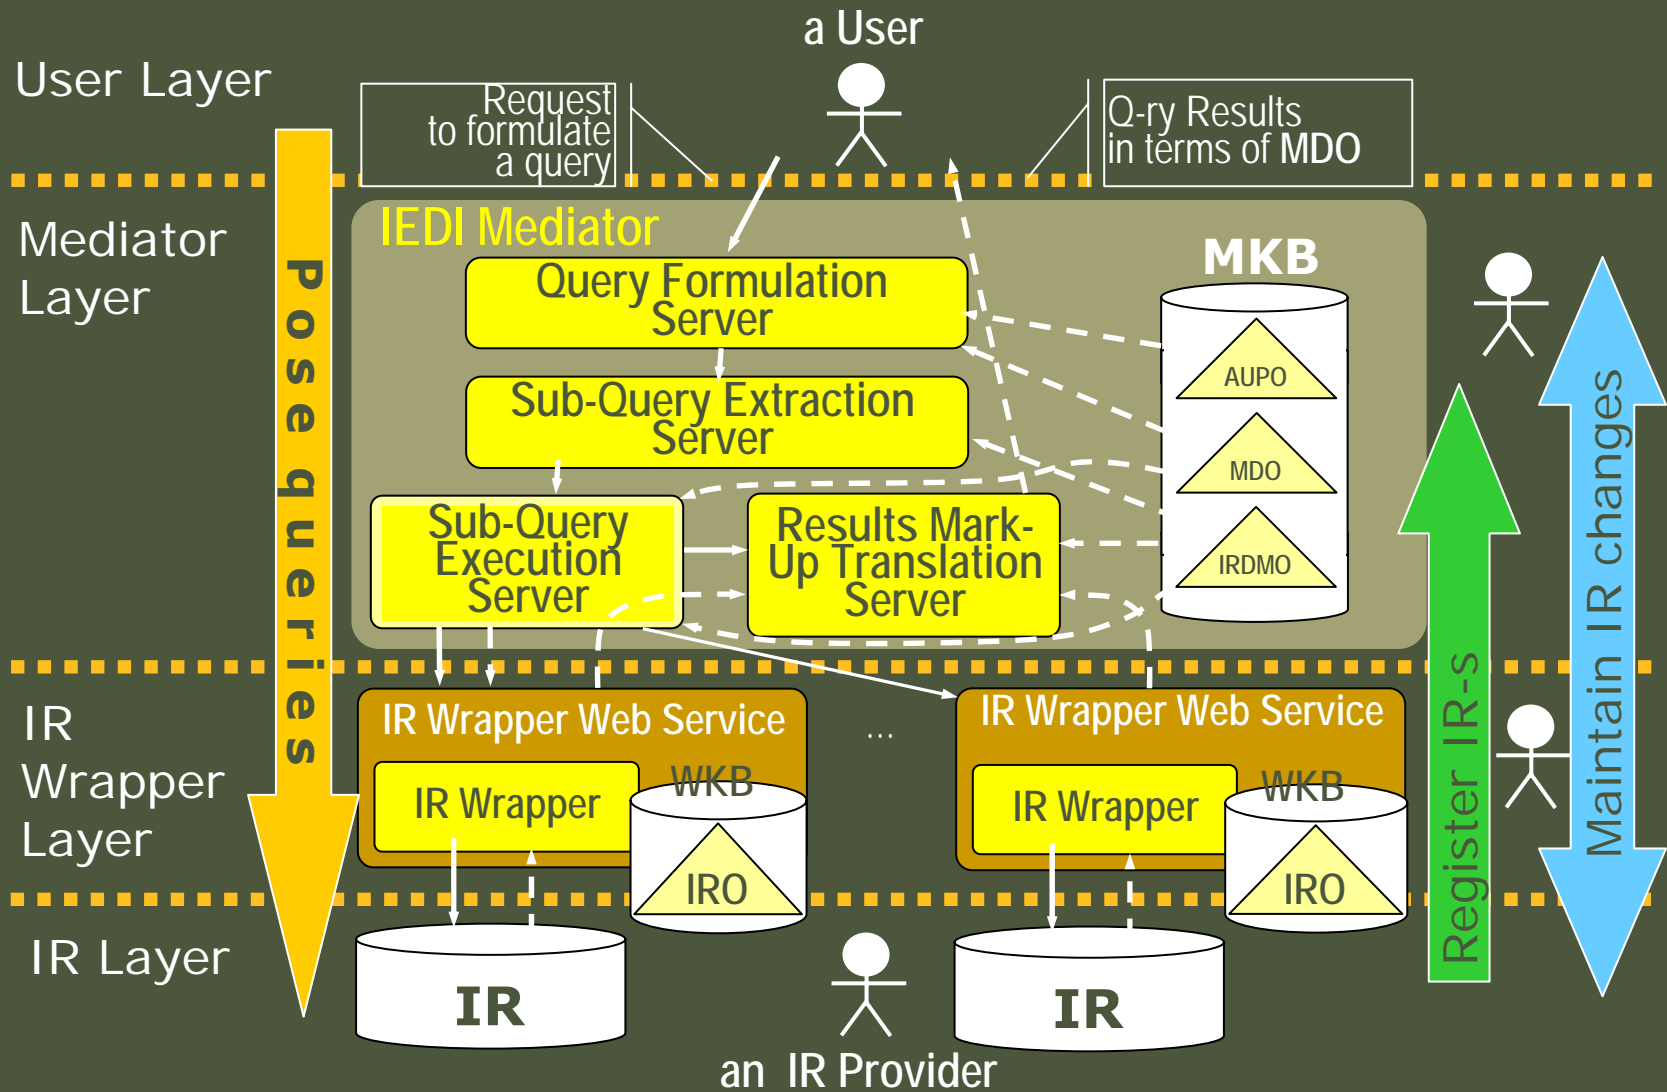 a User
User Layer
Request
to formulate
a query
Q-ry Results
in terms of MDO
Mediator
Layer
IEDI Mediator
MKB
Query Formulation
Server
AUPO
Sub-Query Extraction
Server
MDO
Sub-Query
Execution
Server
Results Mark-
Up Translation
Server
IRDMO
Pose queries
Register IR-s
Maintain IR changes
IR
Wrapper
Layer
IR Wrapper Web Service
IR Wrapper
WKB
IRO
...
IR Wrapper Web Service
IR Wrapper
WKB
IRO
IR Layer
IR
IR
an IR Provider